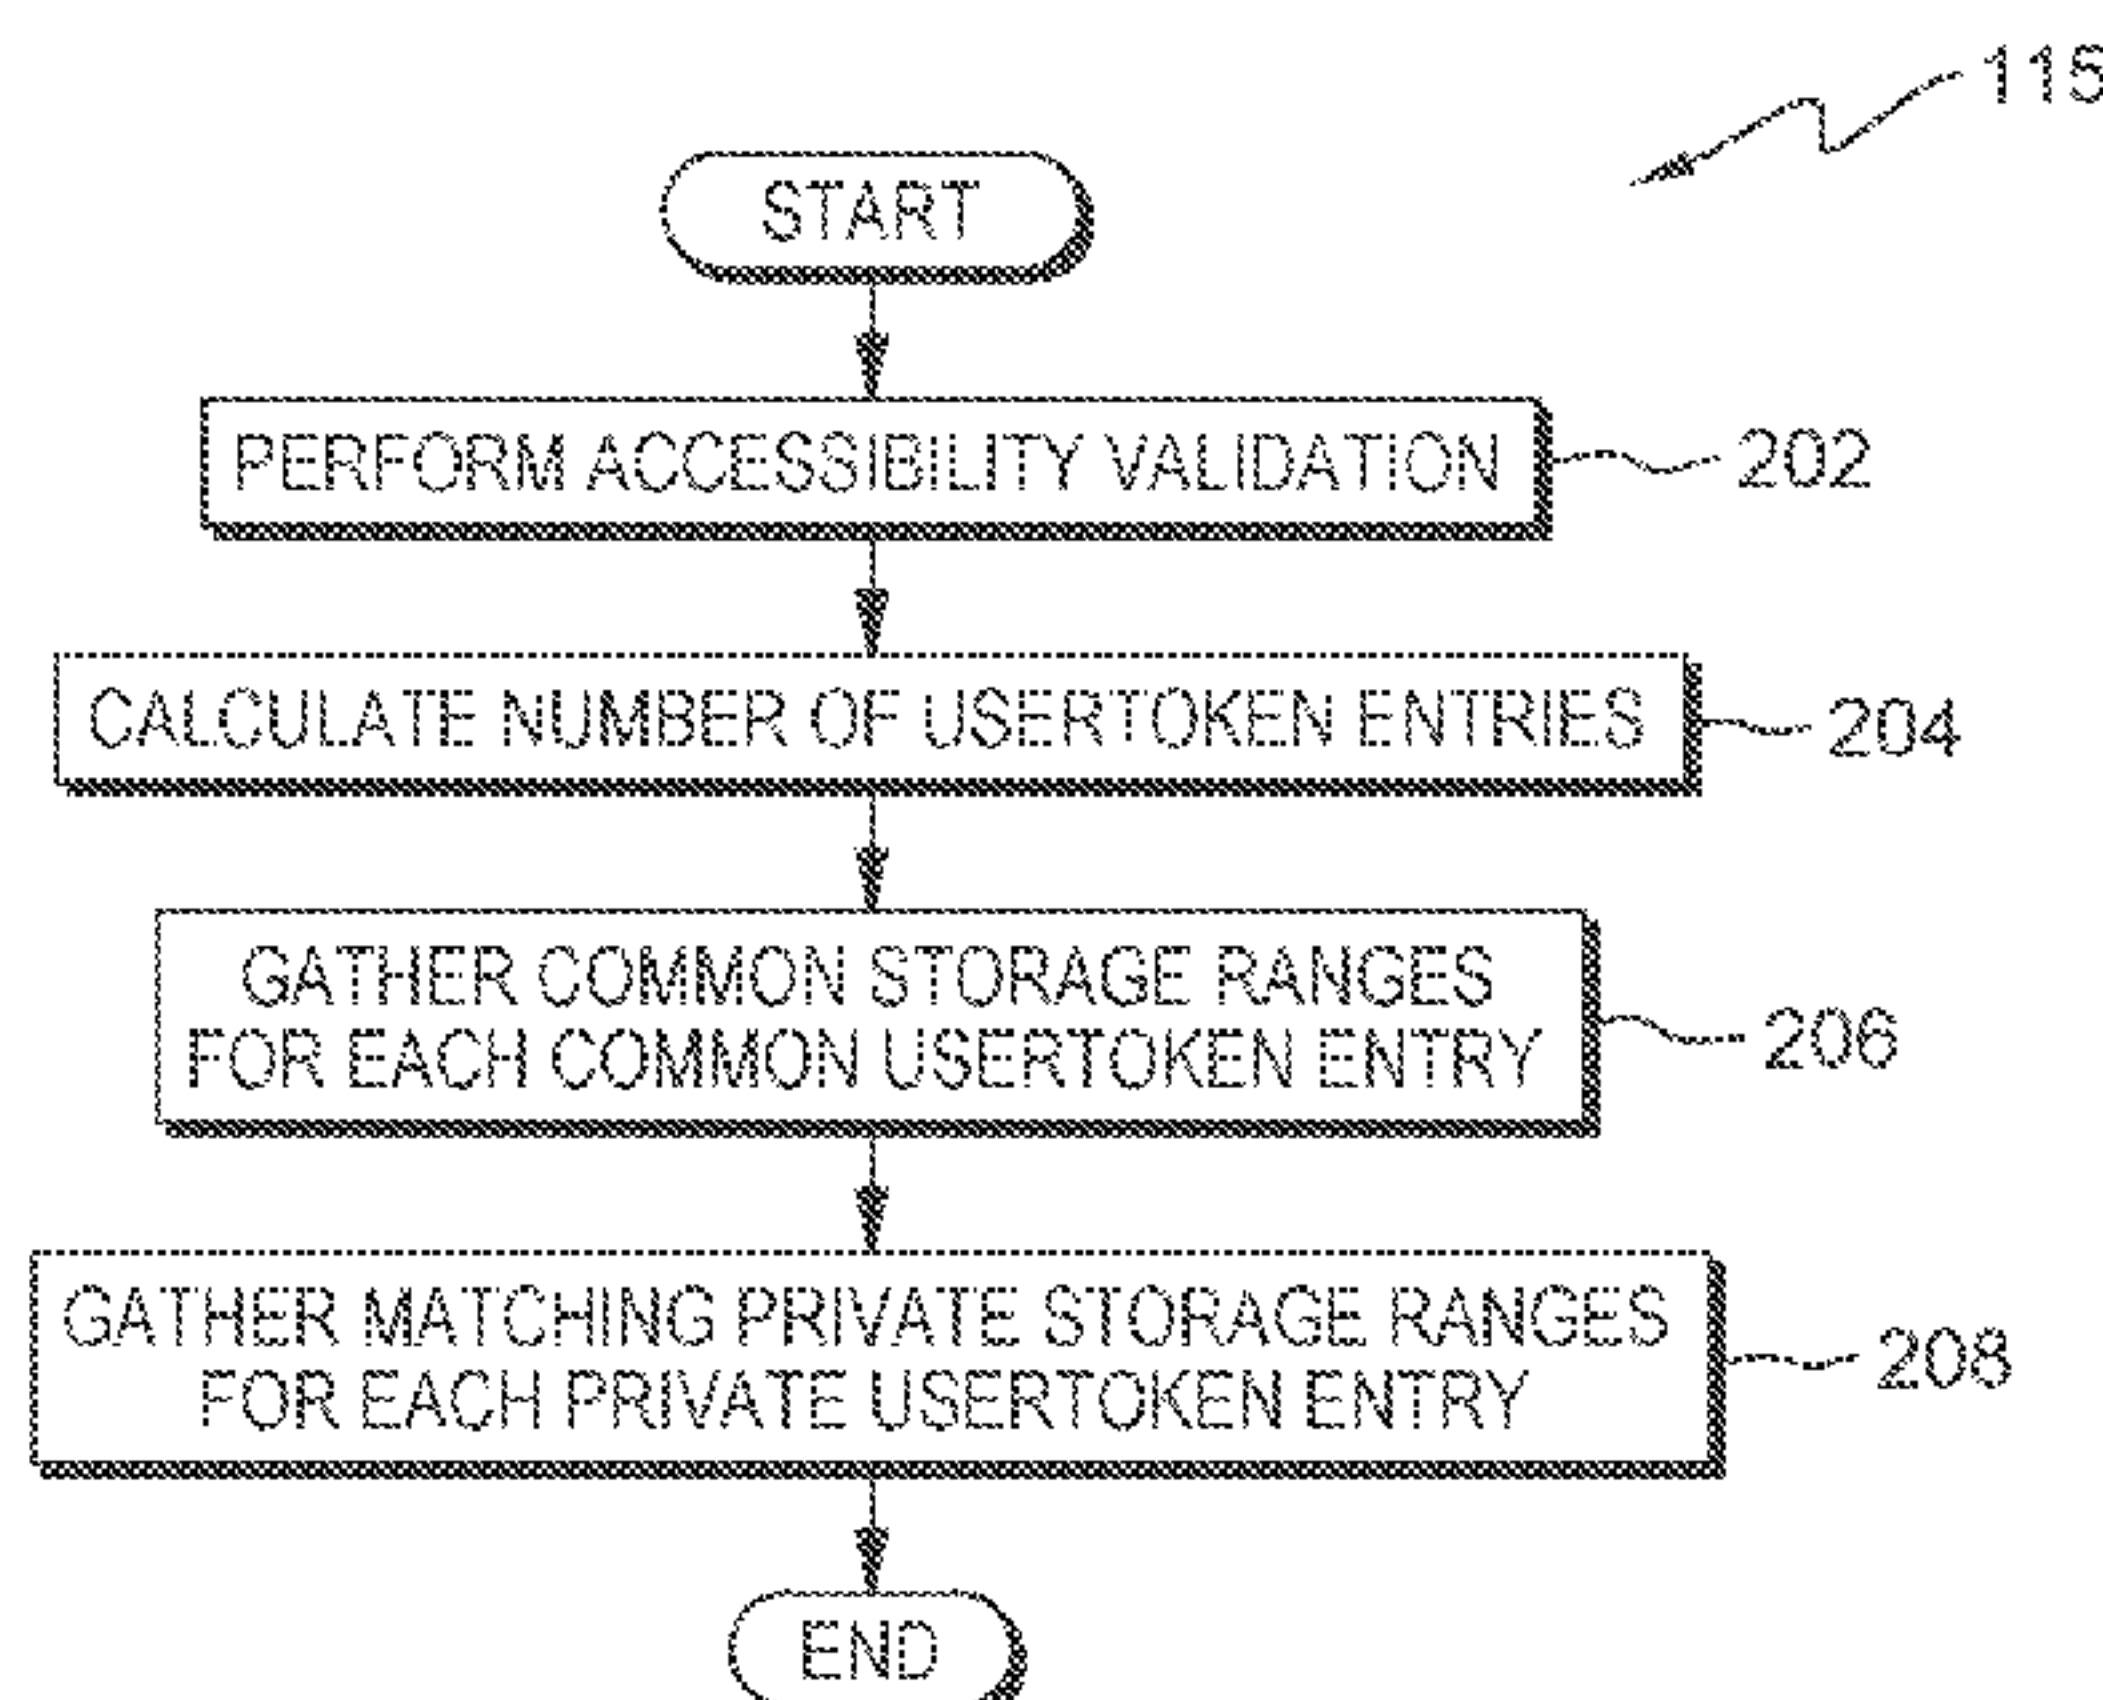 START
PERFORM ACCESSIBILITY VALIDATION
202
CALCULATE NUMBER OF USERTOKEN ENTRIES
204
GATHER COMMON STORAGE RANGES
FOR EACH COMMON USERTOKEN ENTRY
206
GATHER MATCHING PRIVATE STORAGE RANGES
FOR EACH PRIVATE USERTOKEN ENTRY
208
END